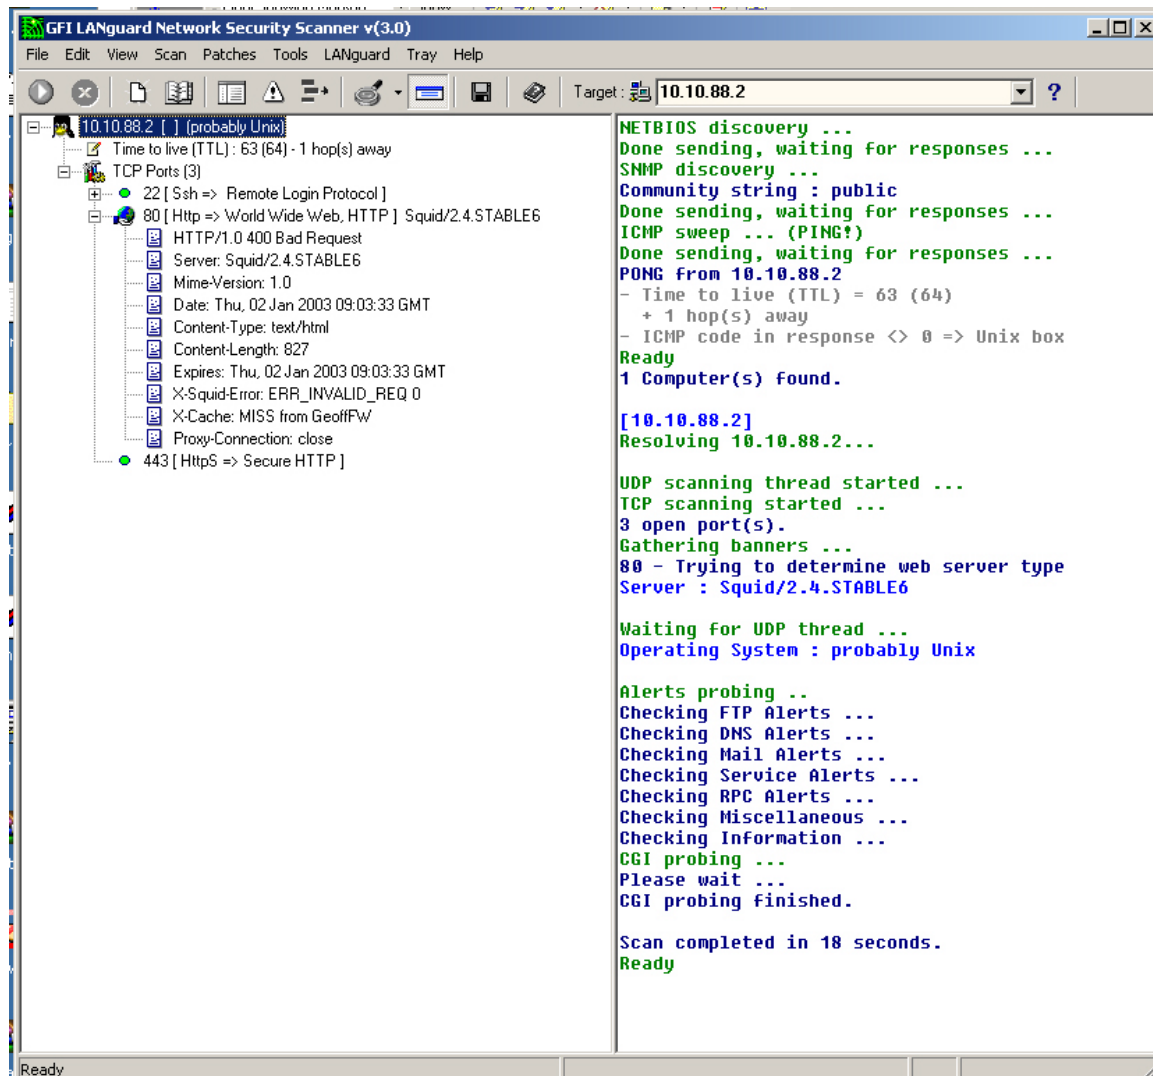 GFI LANguard Network Security Scanner v(3.0)
File Edit View Scan Patches Tools LANguard Tray Help
Target : 10.10.88.2 ?
10.10.88.2 [ ] (probably Unix)
Time to live (TTL) : 63 (64) - 1 hop(s) away
TCP Ports (3)
22 [ Ssh => Remote Login Protocol ]
80 [ Http => World Wide Web, HTTP ] Squid/2.4.STABLE6
HTTP/1.0 400 Bad Request
Server: Squid/2.4.STABLE6
Mime-Version: 1.0
Date: Thu, 02 Jan 2003 09:03:33 GMT
Content-Type: text/html
Content-Length: 827
Expires: Thu, 02 Jan 2003 09:03:33 GMT
X-Squid-Error: ERR_INVALID_REQ 0
X-Cache: MISS from GeoffFW
Proxy-Connection: close
443 [ HttpS => Secure HTTP ]
NETBIOS discovery ...
Done sending, waiting for responses ...
SNMP discovery ...
Community string : public
Done sending, waiting for responses ...
ICMP sweep ... (PING!)
Done sending, waiting for responses ...
PONG from 10.10.88.2
- Time to live (TTL) = 63 (64)
+ 1 hop(s) away
- ICMP code in response <> 0 => Unix box
Ready
1 Computer(s) found.
[10.10.88.2]
Resolving 10.10.88.2...
UDP scanning thread started ...
TCP scanning started ...
3 open port(s).
Gathering banners ...
80 - Trying to determine web server type
Server : Squid/2.4.STABLE6
Waiting for UDP thread ...
Operating System : probably Unix
Alerts probing ..
Checking FTP Alerts ...
Checking DNS Alerts ...
Checking Mail Alerts ...
Checking Service Alerts ...
Checking RPC Alerts ...
Checking Miscellaneous ...
Checking Information ...
CGI probing ...
Please wait ...
CGI probing finished.
Scan completed in 18 seconds.
Ready
Ready